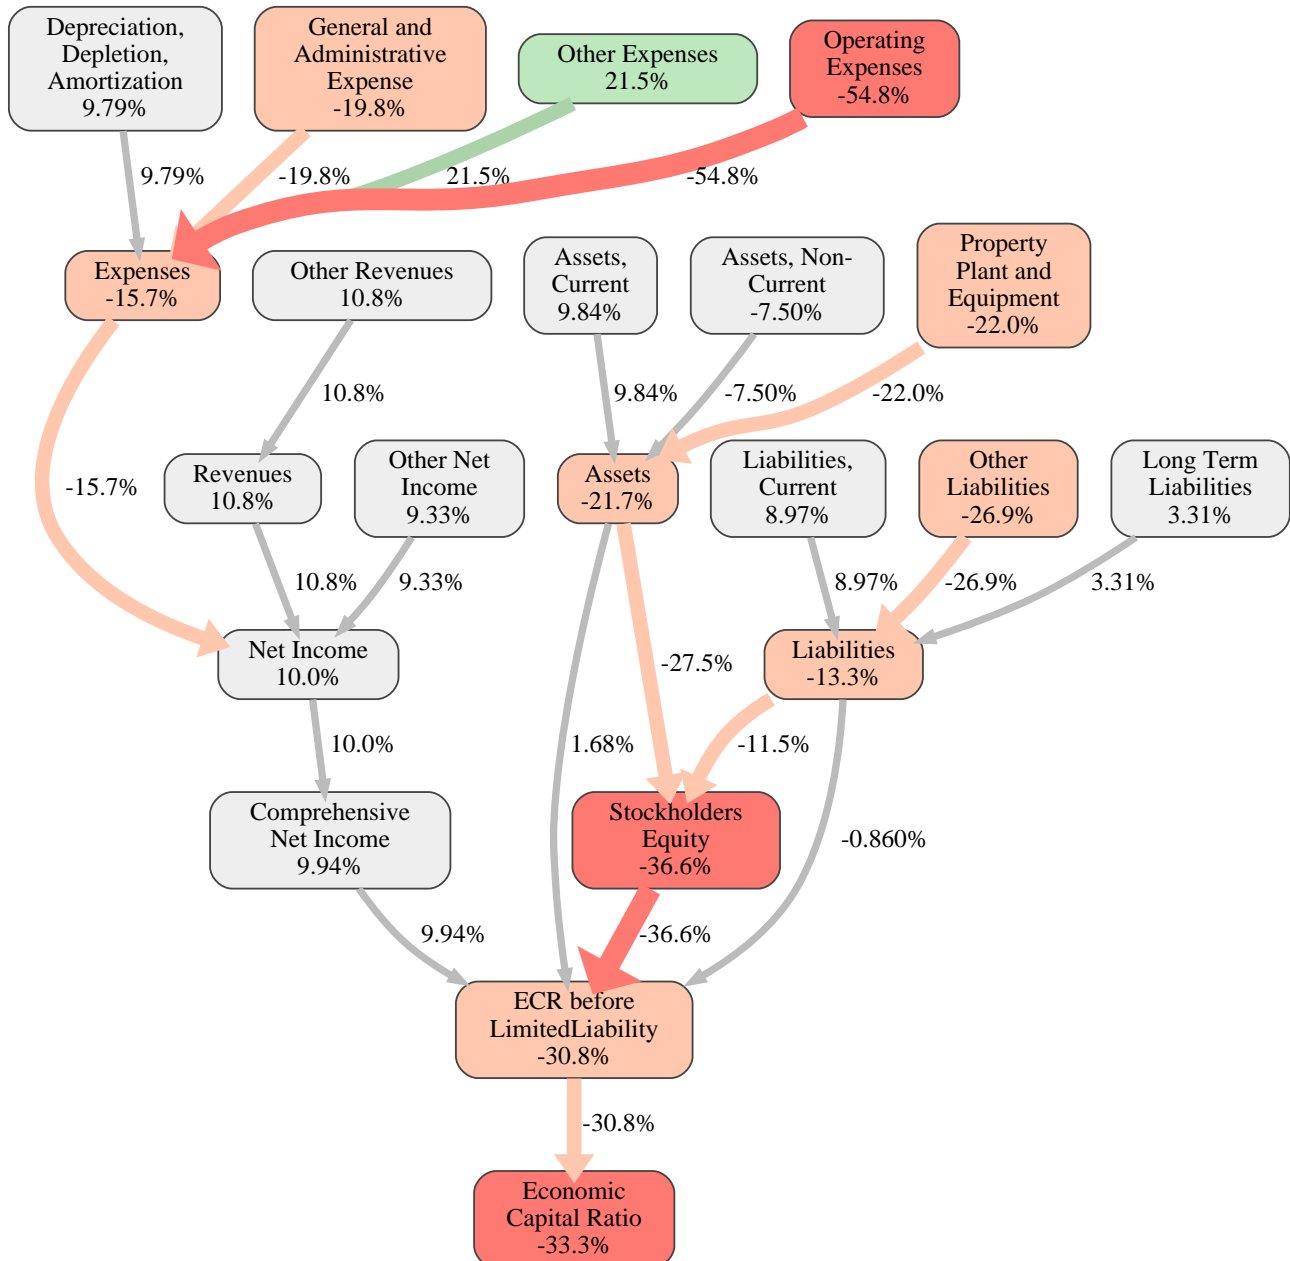 Depreciation,
Depletion,
Amortization
9.79%
General and
Administrative
Expense
-19.8%
Other Expenses
21.5%
Operating
Expenses
-54.8%
9.79%
-19.8%
21.5%
-54.8%
Expenses
-15.7%
Other Revenues
10.8%
Assets,
Current
9.84%
Assets, Non-
Current
-7.50%
Property
Plant and
Equipment
-22.0%
10.8%
9.84%
-7.50%
-22.0%
-15.7%
Revenues
10.8%
Other Net
Income
9.33%
Assets
-21.7%
Liabilities,
Current
8.97%
Other
Liabilities
-26.9%
Long Term
Liabilities
3.31%
10.8%
9.33%
8.97%
-26.9%
3.31%
Net Income
10.0%
-27.5%
Liabilities
-13.3%
10.0%
1.68%
-11.5%
Comprehensive
Net Income
9.94%
Stockholders
Equity
-36.6%
-0.860%
9.94%
-36.6%
ECR before
LimitedLiability
-30.8%
-30.8%
Economic
Capital Ratio
-33.3%